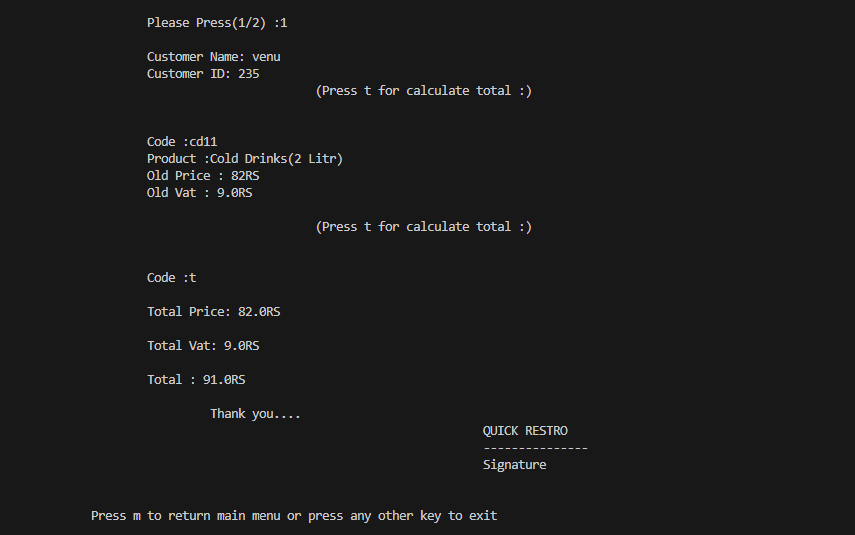 Please Press(1/2) :1
Customer Name: venu
Customer ID: 235
(Press t for calculate total :)
Code :cd11
Product :Cold Drinks(2 Litr)
Old Price : 82RS
Old Vat : 9.0RS
(Press t for calculate total :)
Code :t
Total Price: 82.0RS
Total Vat: 9.0RS
Total : 91.0RS
Thank you....
QUICK RESTRO
---------------
Signature
Press m to return main menu or press any other key to exit